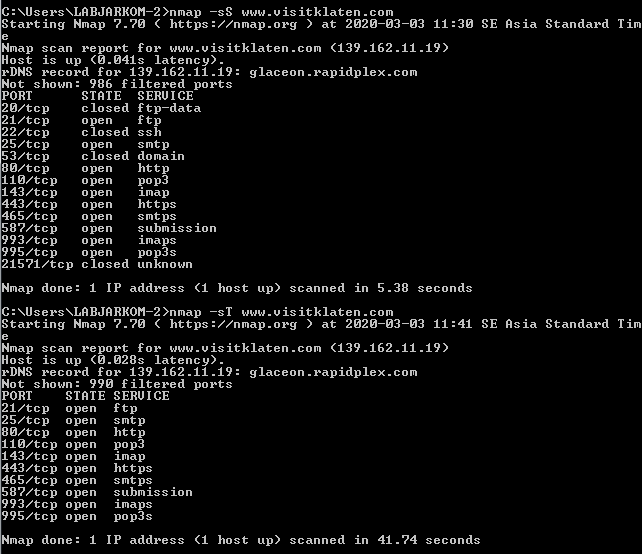 C:\Users\LABJARKOM-2>nmap -sS www.visitklaten.com
Starting Nmap 7.70 ( https://nmap.org ) at 2020-03-03 11:30 SE Asia Standard Tim
e
Nmap scan report for www.visitklaten.com (139.162.11.19)
Host is up (0.041s latency).
rDNS record for 139.162.11.19: glaceon.rapidplex.com
Not shown: 986 filtered ports
PORT      STATE  SERVICE
20/tcp    closed ftp-data
21/tcp    open   ftp
22/tcp    closed ssh
25/tcp    open   smtp
53/tcp    closed domain
80/tcp    open   http
110/tcp   open   pop3
143/tcp   open   imap
443/tcp   open   https
465/tcp   open   smtps
587/tcp   open   submission
993/tcp   open   imaps
995/tcp   open   pop3s
21571/tcp closed unknown
Nmap done: 1 IP address (1 host up) scanned in 5.38 seconds
C:\Users\LABJARKOM-2>nmap -sT www.visitklaten.com
Starting Nmap 7.70 ( https://nmap.org ) at 2020-03-03 11:41 SE Asia Standard Tim
e
Nmap scan report for www.visitklaten.com (139.162.11.19)
Host is up (0.028s latency).
rDNS record for 139.162.11.19: glaceon.rapidplex.com
Not shown: 990 filtered ports
PORT    STATE SERVICE
21/tcp  open  ftp
25/tcp  open  smtp
80/tcp  open  http
110/tcp open  pop3
143/tcp open  imap
443/tcp open  https
465/tcp open  smtps
587/tcp open  submission
993/tcp open  imaps
995/tcp open  pop3s
Nmap done: 1 IP address (1 host up) scanned in 41.74 seconds